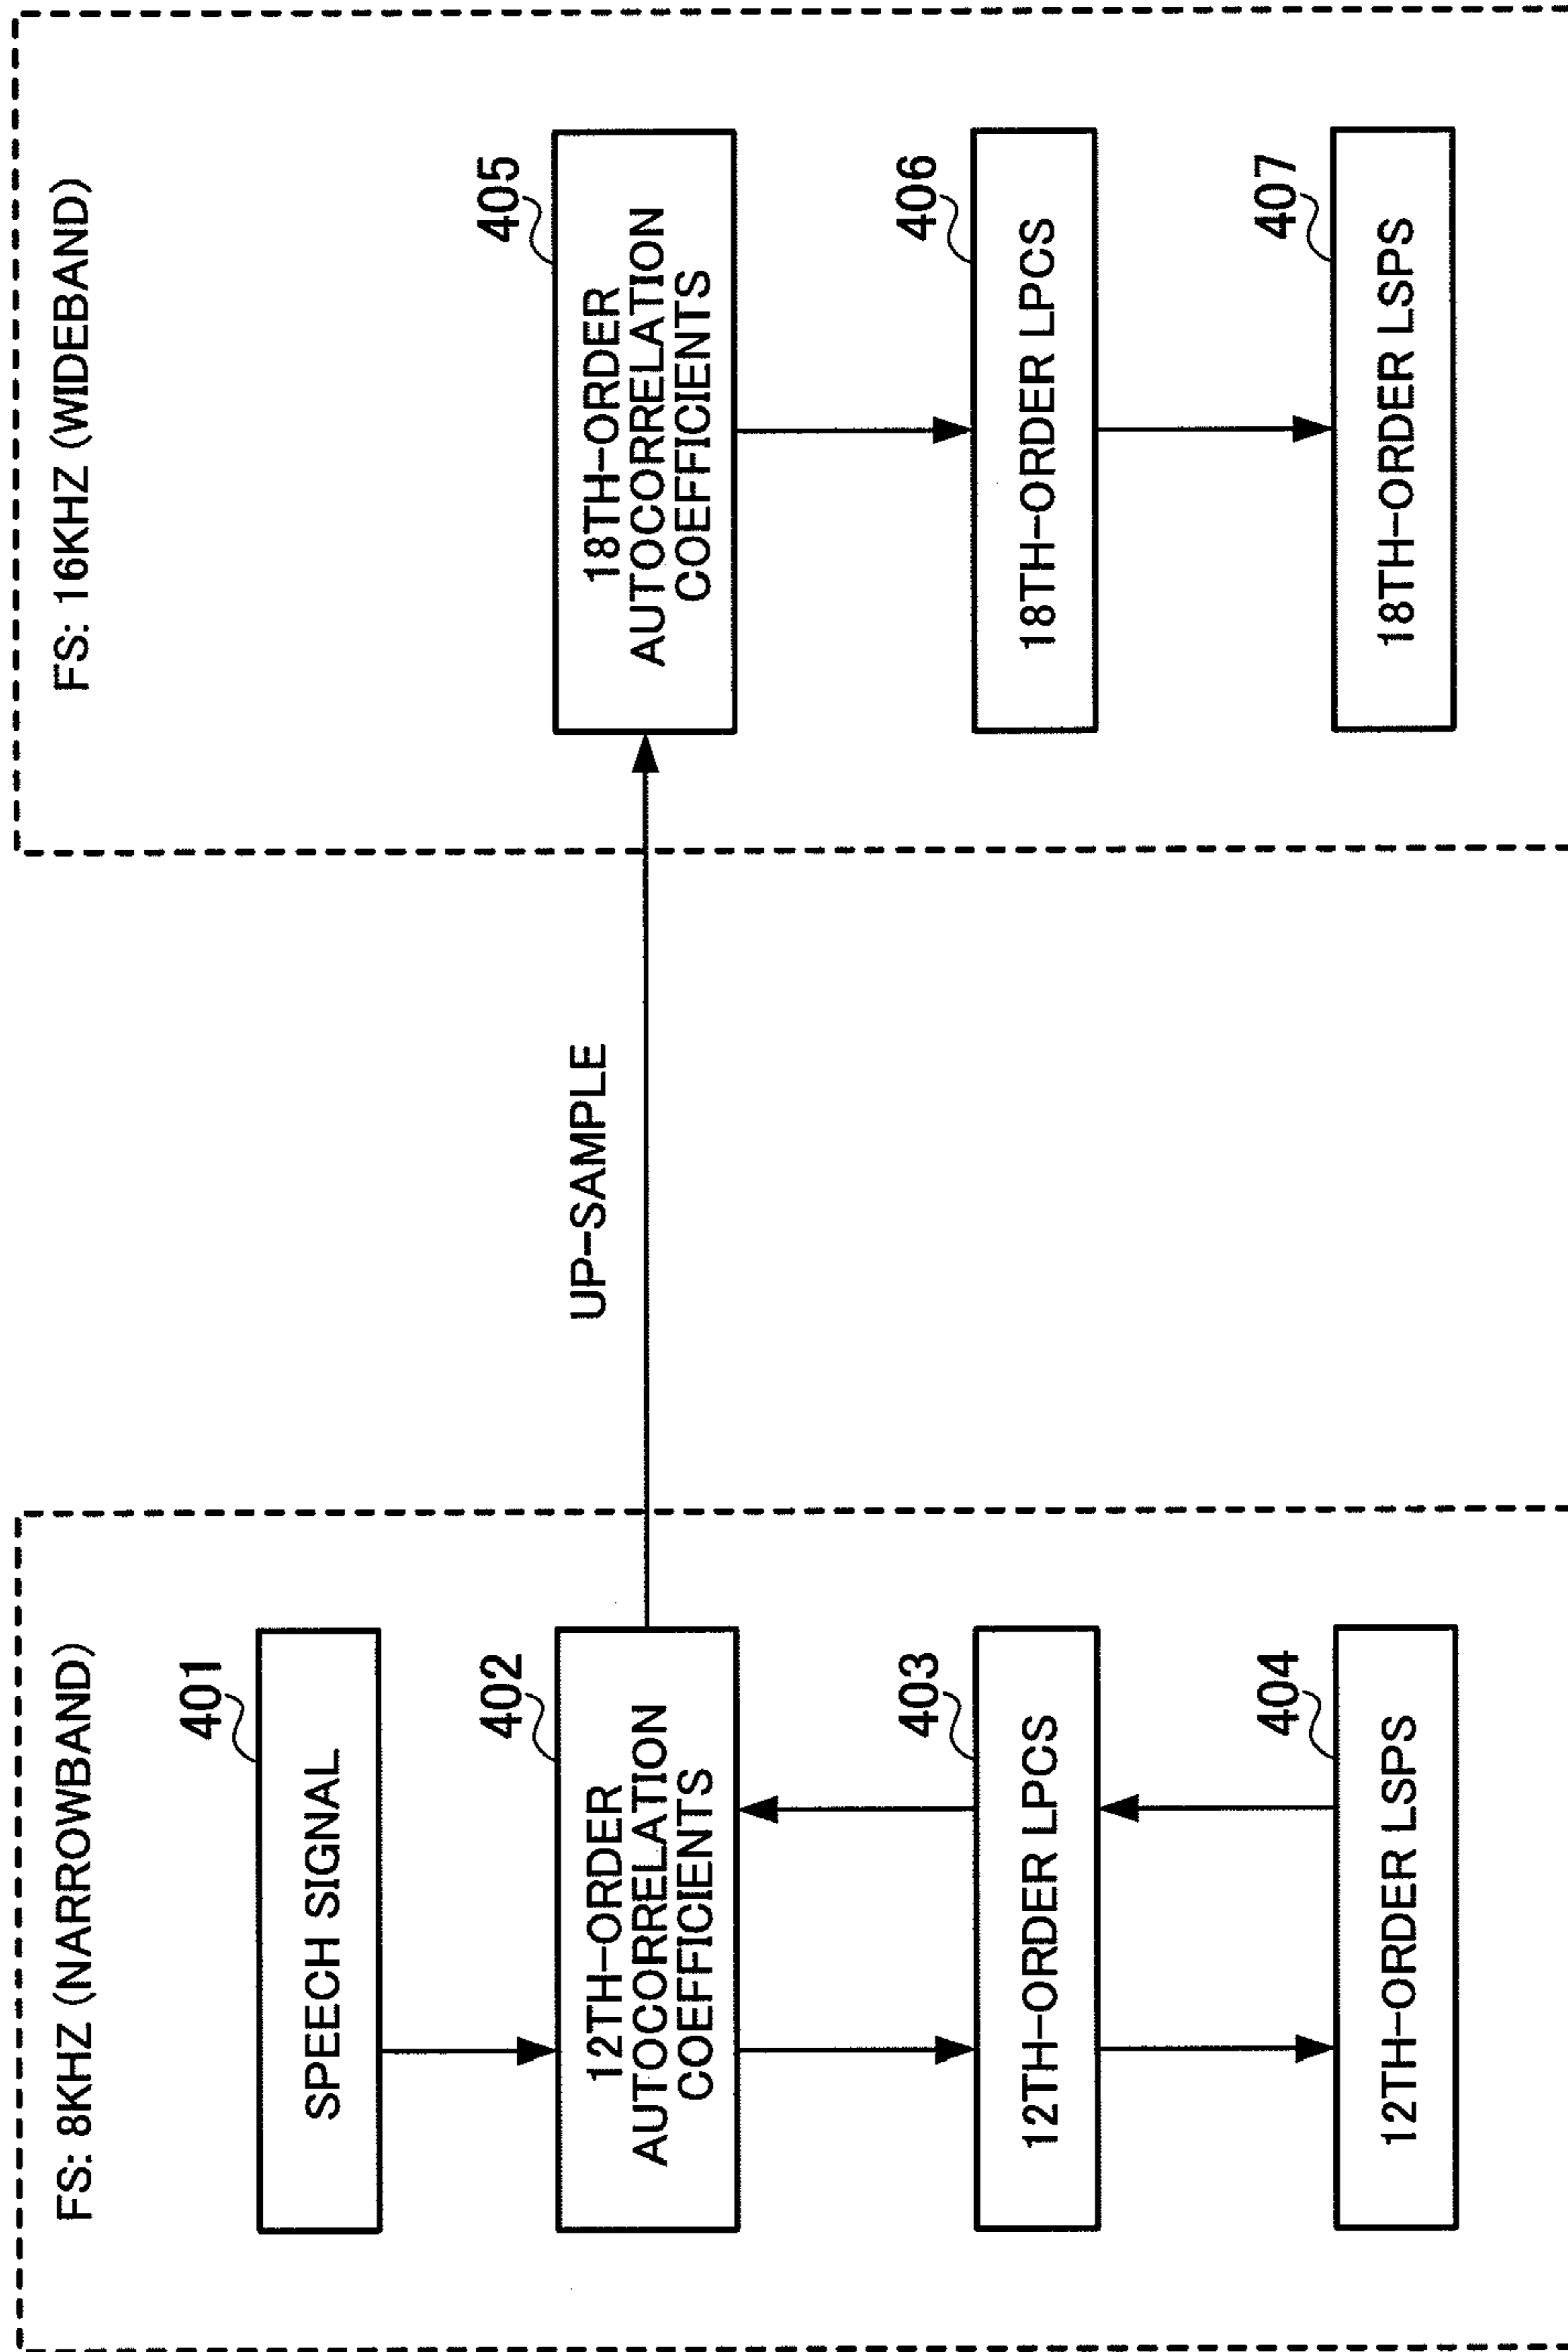 FS: 8KHZ (NARROWBAND)
401
SPEECH SIGNAL
402
12TH-ORDER
AUTOCORRELATION
COEFFICIENTS
403
12TH-ORDER LPCS
404
12TH-ORDER LSPS
UP-SAMPLE
FS: 16KHZ (WIDEBAND)
405
18TH-ORDER
AUTOCORRELATION
COEFFICIENTS
406
18TH-ORDER LPCS
407
18TH-ORDER LSPS